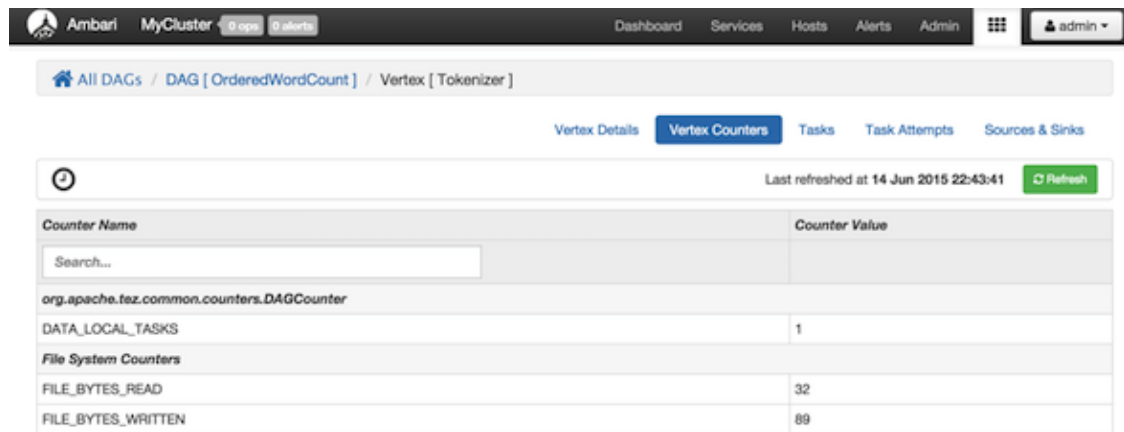 Ambari MyCluster 0 ops 0 alerts Dashboard Services Hosts Alerts Admin admin
All DAGs / DAG [ OrderedWordCount ] / Vertex [ Tokenizer ]
Vertex Details Vertex Counters Tasks Task Attempts Sources & Sinks
Last refreshed at 14 Jun 2015 22:43:41 Refresh
Counter Name Counter Value
Search...
org.apache.tez.common.counters.DAGCounter
DATA_LOCAL_TASKS 1
File System Counters
FILE_BYTES_READ 32
FILE_BYTES_WRITTEN 89